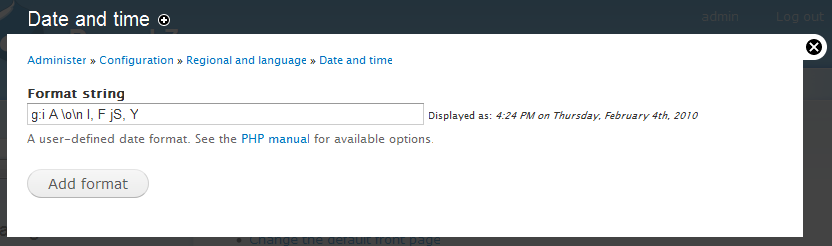 Date and time
admin Log out
Administer » Configuration » Regional and language » Date and time
Format string
g:i A \o\n l, F jS, Y Displayed as: 4:24 PM on Thursday, February 4th, 2010
A user-defined date format. See the PHP manual for available options.
Add format
Change the default front page